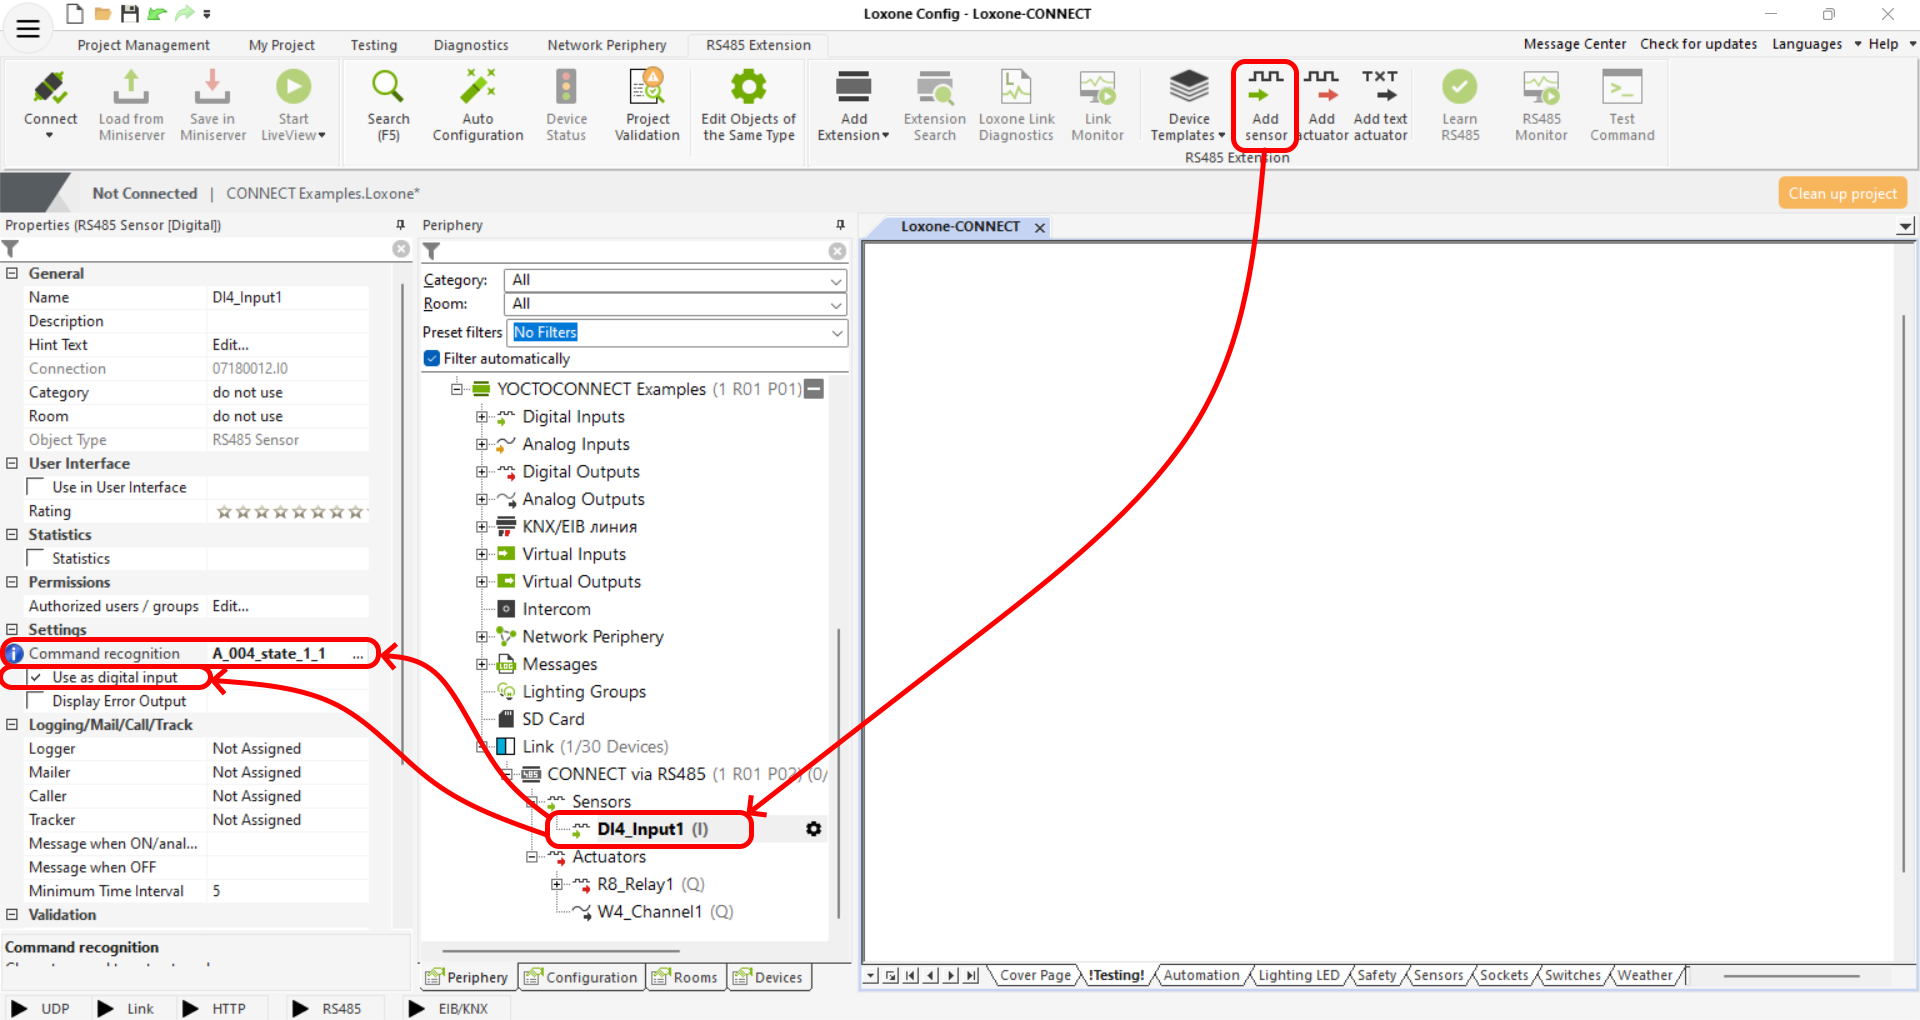 Loxone Config - Loxone-CONNECT
Project Management
My Project
Testing
Diagnostics
Network Periphery
RS485 Extension
Message Center
Check for updates
Languages
Help
Connect
Load from Miniserver
Save in Miniserver
Start LiveView
Search (F5)
Auto Configuration
Device Status
Project Validation
Edit Objects of the Same Type
Add Extension
Extension Search
Loxone Link Diagnostics
Link Monitor
Device Templates
Add sensor
Add actuator
TXT
Add text actuator
Learn RS485
RS485 Monitor
Test Command
RS485 Extension
Not Connected | CONNECT Examples.Loxone*
Clean up project
Properties (RS485 Sensor [Digital])
General
Name DI4_Input1
Description
Hint Text Edit...
Connection 07180012.I0
Category do not use
Room do not use
Object Type RS485 Sensor
User Interface
Use in User Interface
Rating
Statistics
Statistics
Permissions
Authorized users / groups Edit...
Settings
Command recognition A_004_state_1_1 ...
Use as digital input
Display Error Output
Logging/Mail/Call/Track
Logger Not Assigned
Mailer Not Assigned
Caller Not Assigned
Tracker Not Assigned
Message when ON/anal...
Message when OFF
Minimum Time Interval 5
Validation
Command recognition
Periphery
Category: All
Room: All
Preset filters No Filters
Filter automatically
YOCTOCONNECT Examples (1 R01 P01)
Digital Inputs
Analog Inputs
Digital Outputs
Analog Outputs
KNX/EIB линия
Virtual Inputs
Virtual Outputs
Intercom
Network Periphery
Messages
Lighting Groups
SD Card
Link (1/30 Devices)
CONNECT via RS485 (1 R01 P02) (0/
Sensors
DI4_Input1 (I)
Actuators
R8_Relay1 (Q)
W4_Channel1 (Q)
Periphery
Configuration
Rooms
Devices
Loxone-CONNECT
Cover Page
!Testing!
Automation
Lighting LED
Safety
Sensors
Sockets
Switches
Weather
UDP
Link
HTTP
RS485
EIB/KNX